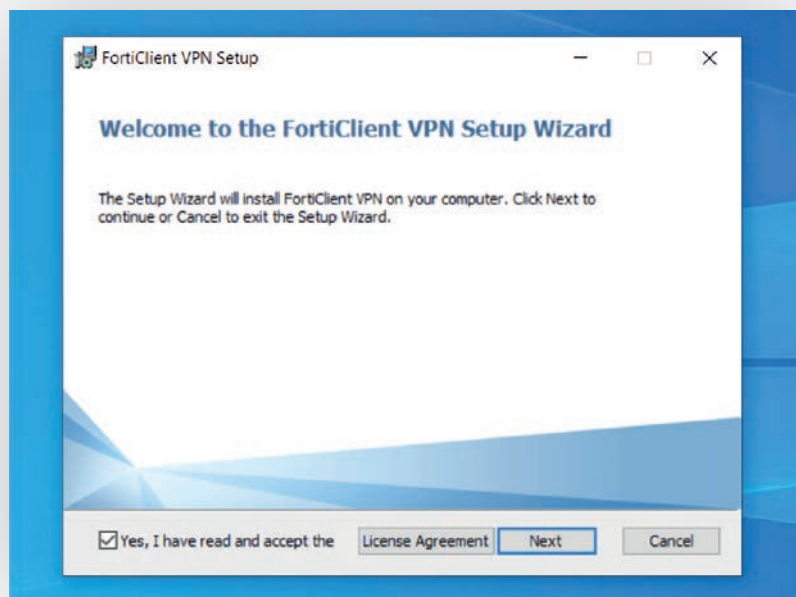 FortiClient VPN Setup
Welcome to the FortiClient VPN Setup Wizard
The Setup Wizard will install FortiClient VPN on your computer. Click Next to
continue or Cancel to exit the Setup Wizard.
Yes, I have read and accept the License Agreement Next Cancel